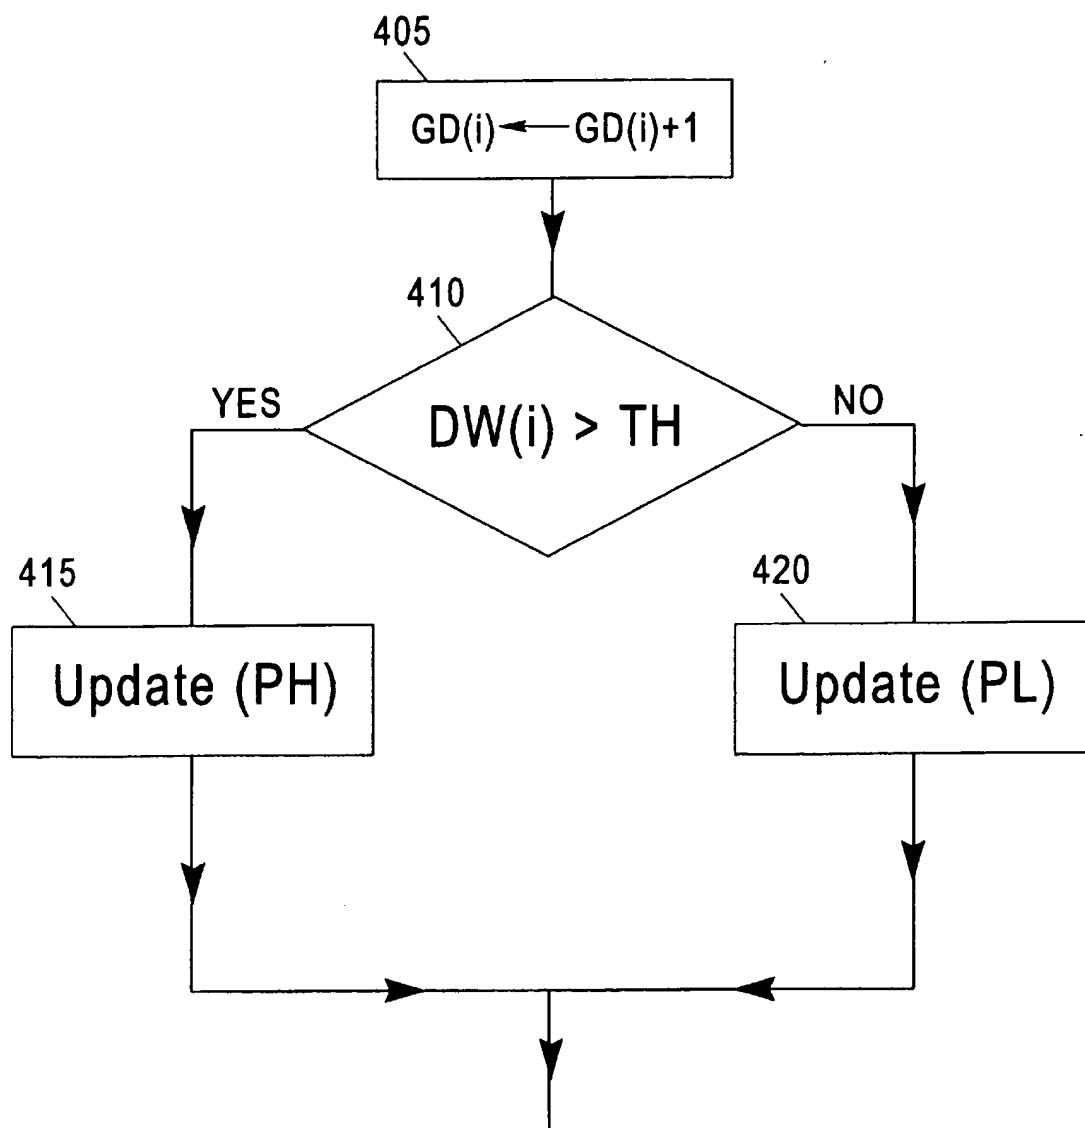 405
GD(i) ← GD(i)+1
410
DW(i) > TH
YES
NO
415
Update (PH)
420
Update (PL)